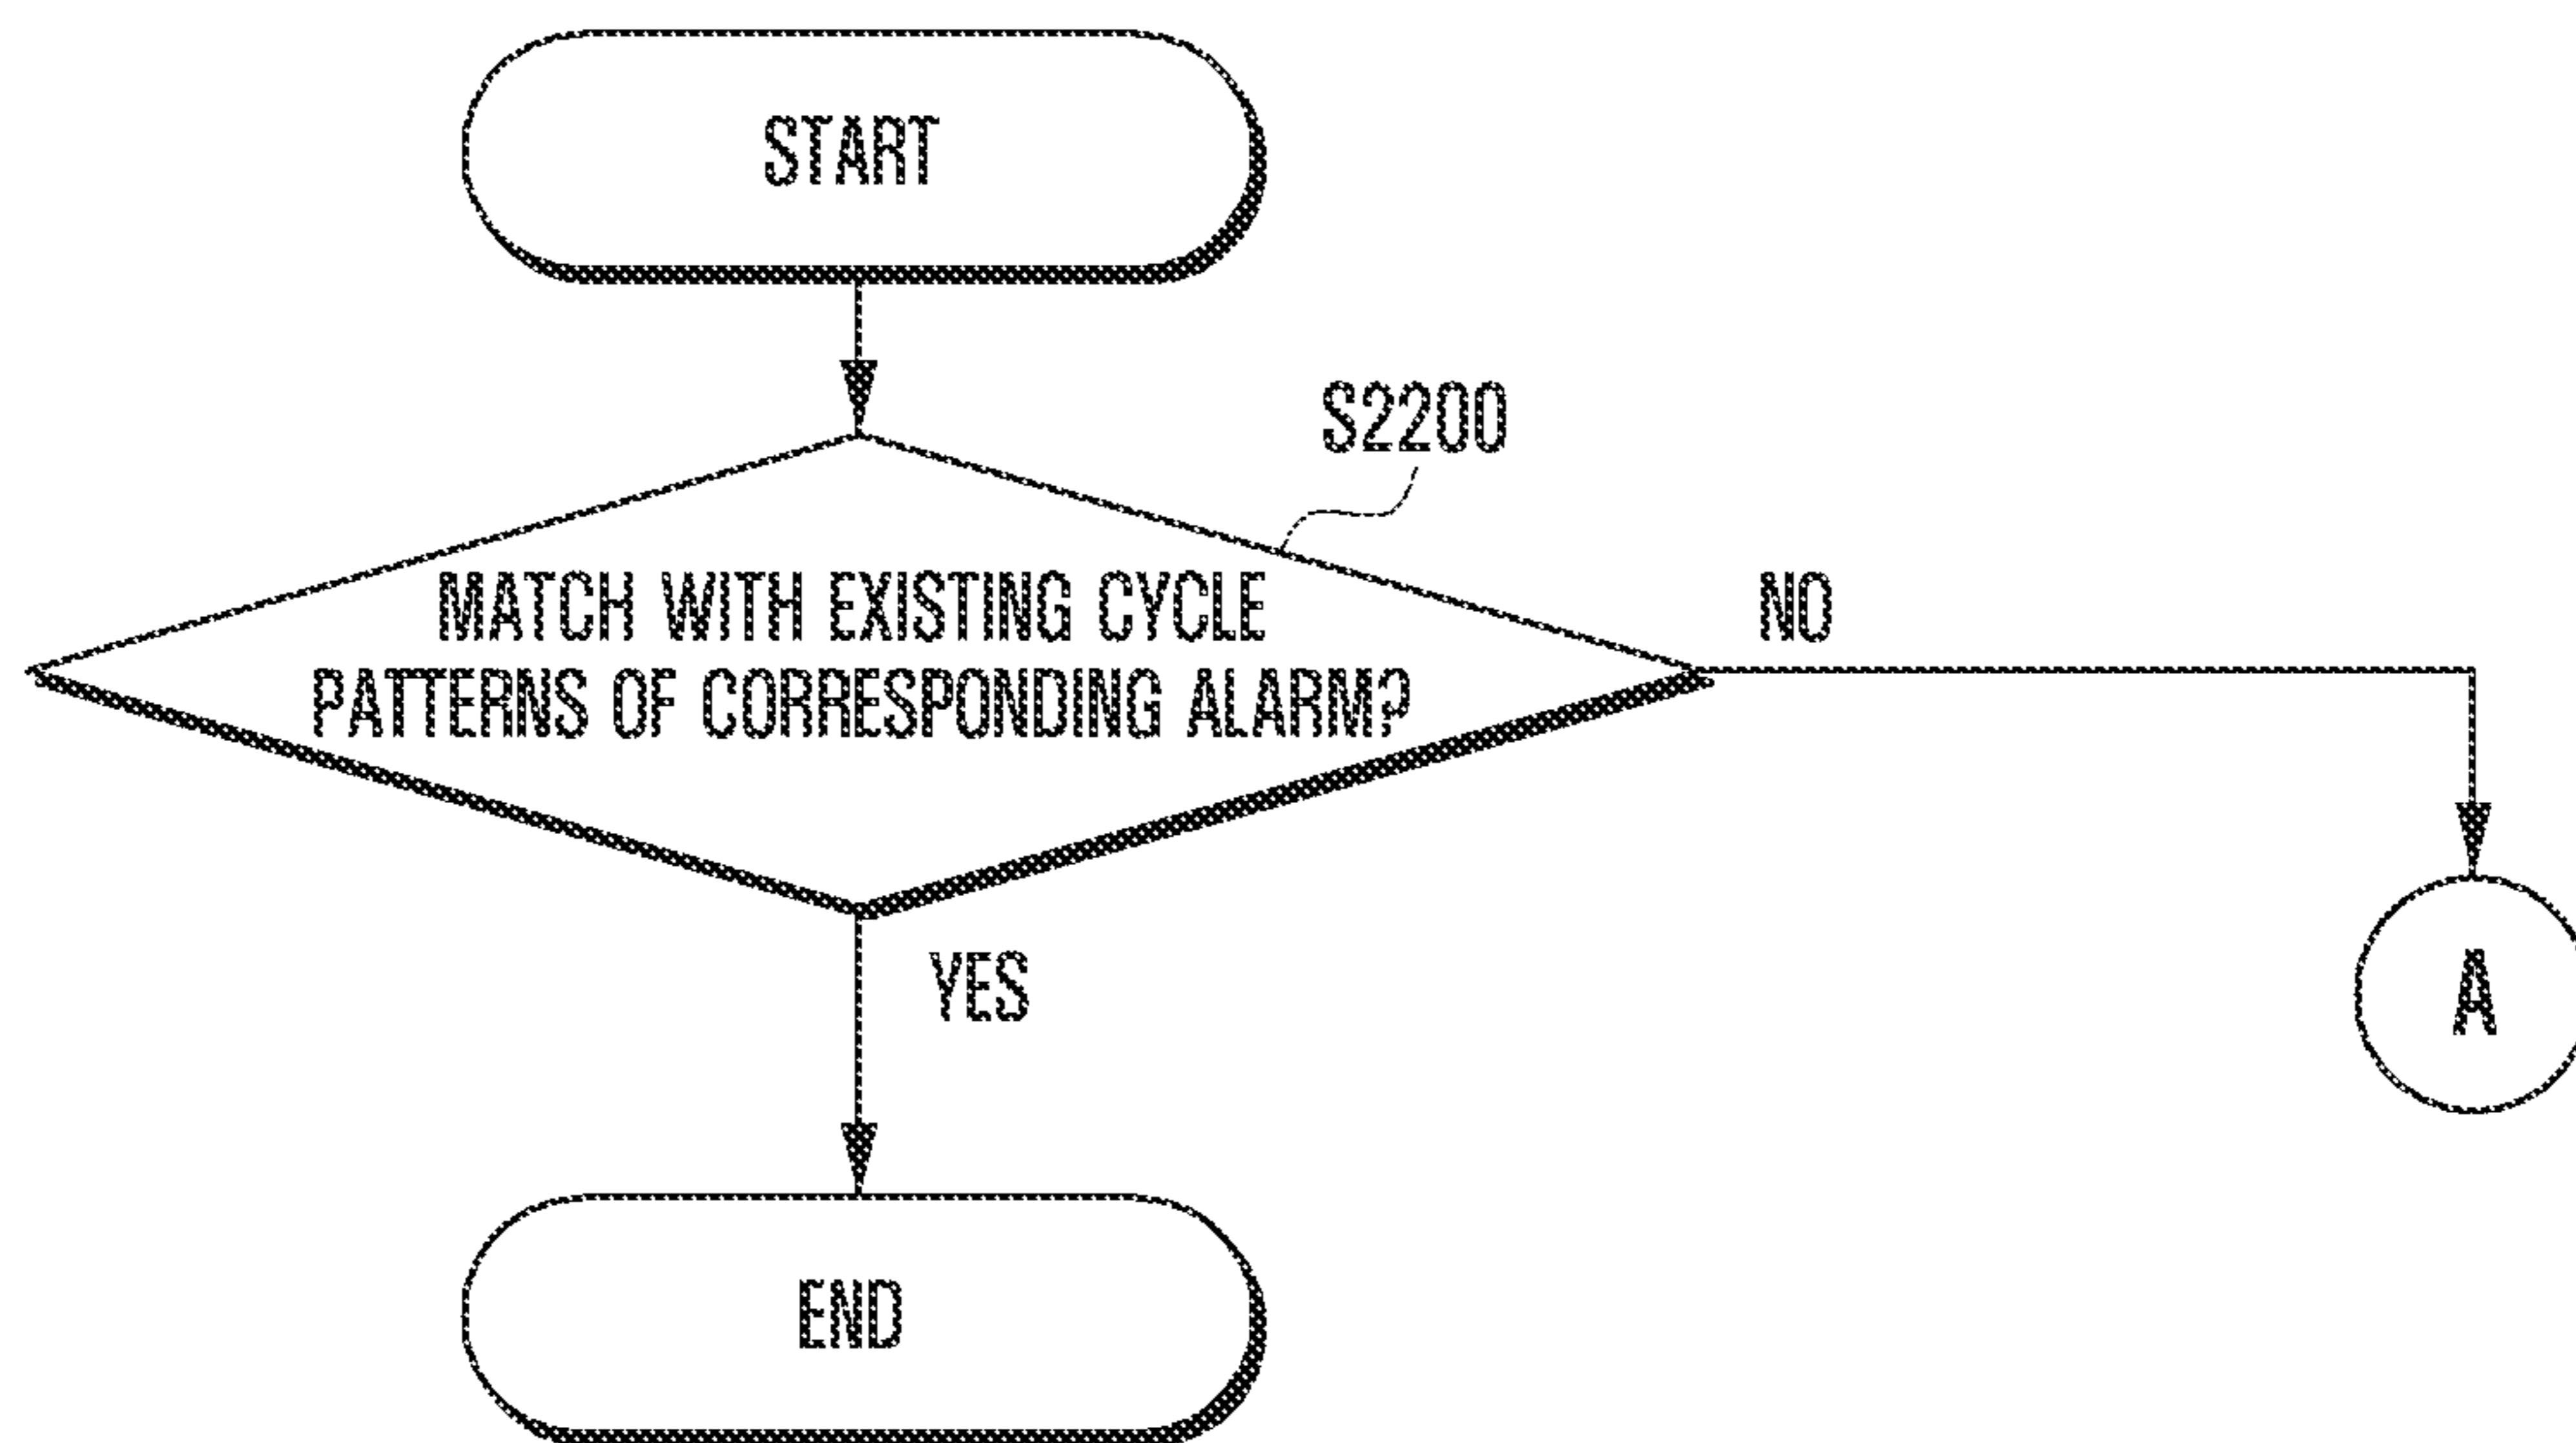 START
S2200
MATCH WITH EXISTING CYCLE
PATTERNS OF CORRESPONDING ALARM?
NO
YES
A
END